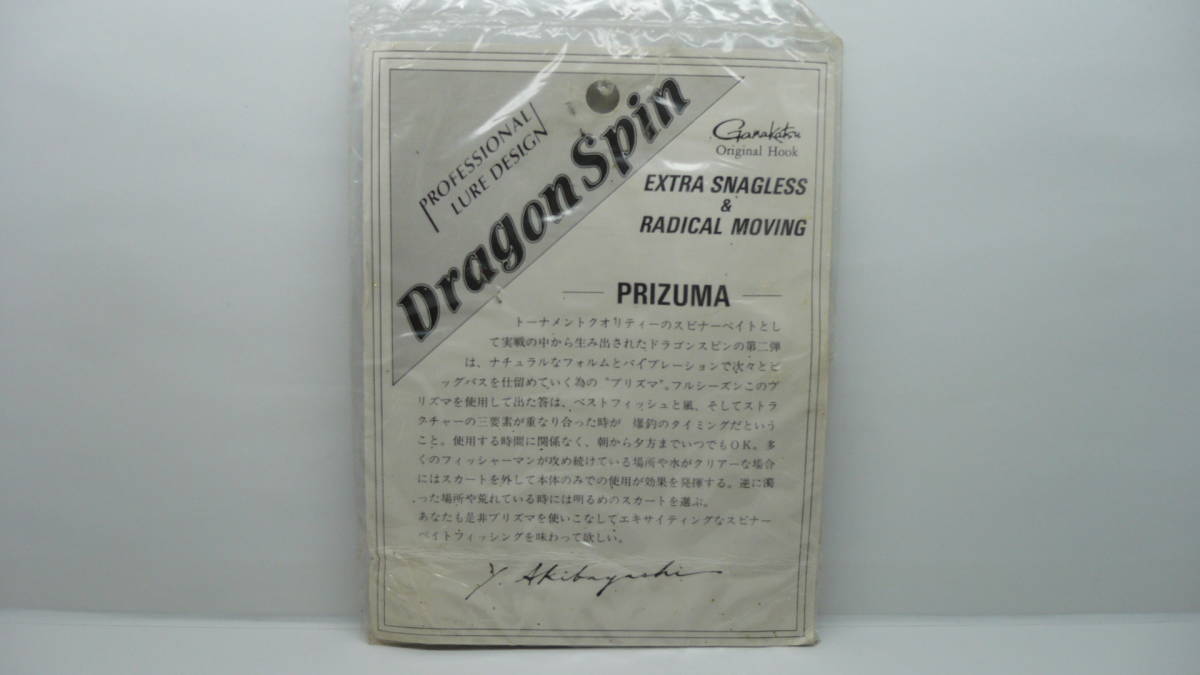 PROFESSIONAL
LURE DESIGN
Dragon Spin
Gamakatsu
Original Hook
EXTRA SNAGLESS
&
RADICAL MOVING
PRIZUMA
トーナメントクオリティーのスピナーベイトとし
て実戦の中から生み出されたドラゴンスピンの第二弾
は、ナチュラルなフォルムとバイブレーションで次々とビ
ッグバスを仕留めていく為の〝プリズマ〟。フルシーズンこのプ
リズマを使用して出た答は、ベストフィッシュと風、そしてストラ
クチャーの三要素が重なり合った時が 爆釣のタイミングだという
こと。使用する時間に関係なく、朝から夕方までいつでもOK。多
くのフィッシャーマンが攻め続けている場所や水がクリアーな場合
にはスカートを外して本体のみでの使用が効果を発揮する。逆に濁
った場所や荒れている時には明るめのスカートを選ぶ。
あなたも是非プリズマを使いこなしてエキサイティングなスピナー
ベイトフィッシングを味わって欲しい。
Y. Akibayashi